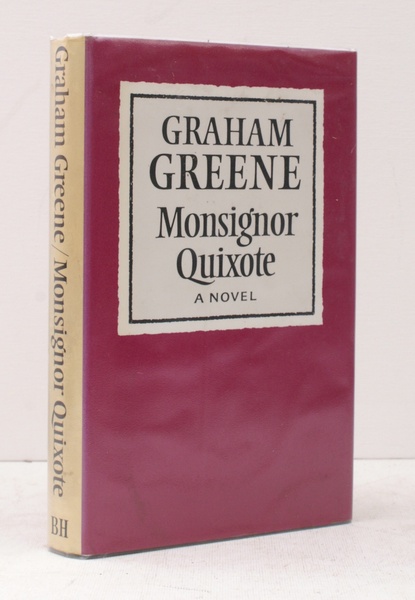 GRAHAM
GREENE
Monsignor
Quixote
A NOVEL
Graham Greene/Monsignor Quixote
BH